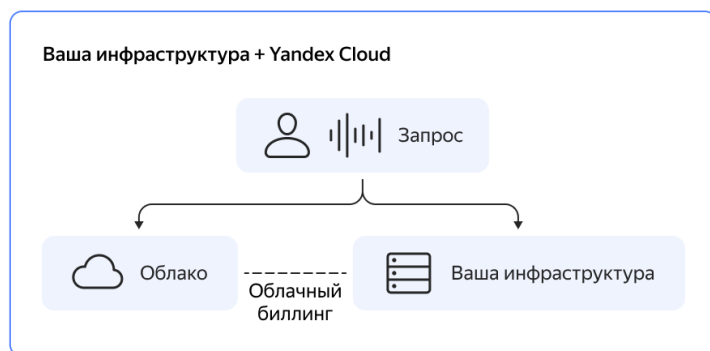 Ваша инфраструктура + Yandex Cloud
Запрос
Облако
Облачный
биллинг
Ваша инфраструктура